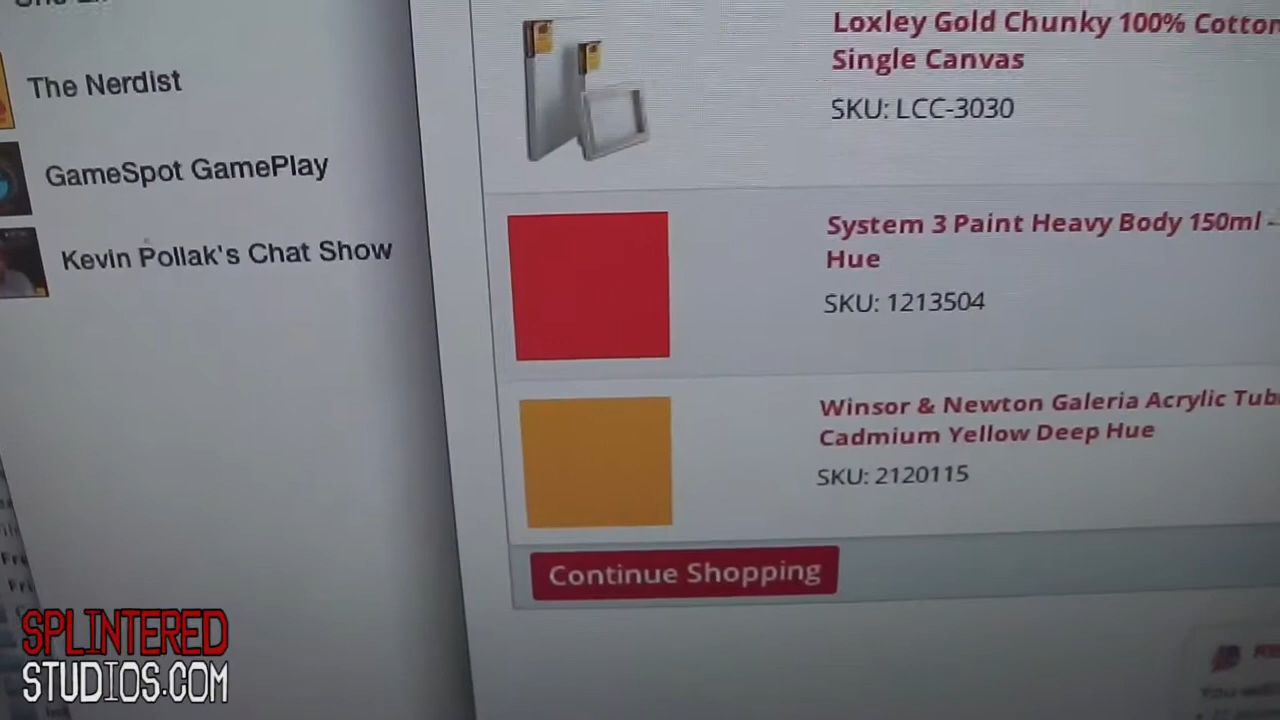 The Nerdist
GameSpot GamePlay
Kevin Pollak's Chat Show
Loxley Gold Chunky 100% Cotton
Single Canvas
SKU: LCC-3030
System 3 Paint Heavy Body 150ml -
Hue
SKU: 1213504
Winsor & Newton Galeria Acrylic Tub
Cadmium Yellow Deep Hue
SKU: 2120115
Continue Shopping
SPLINTERED
STUDIOS.COM